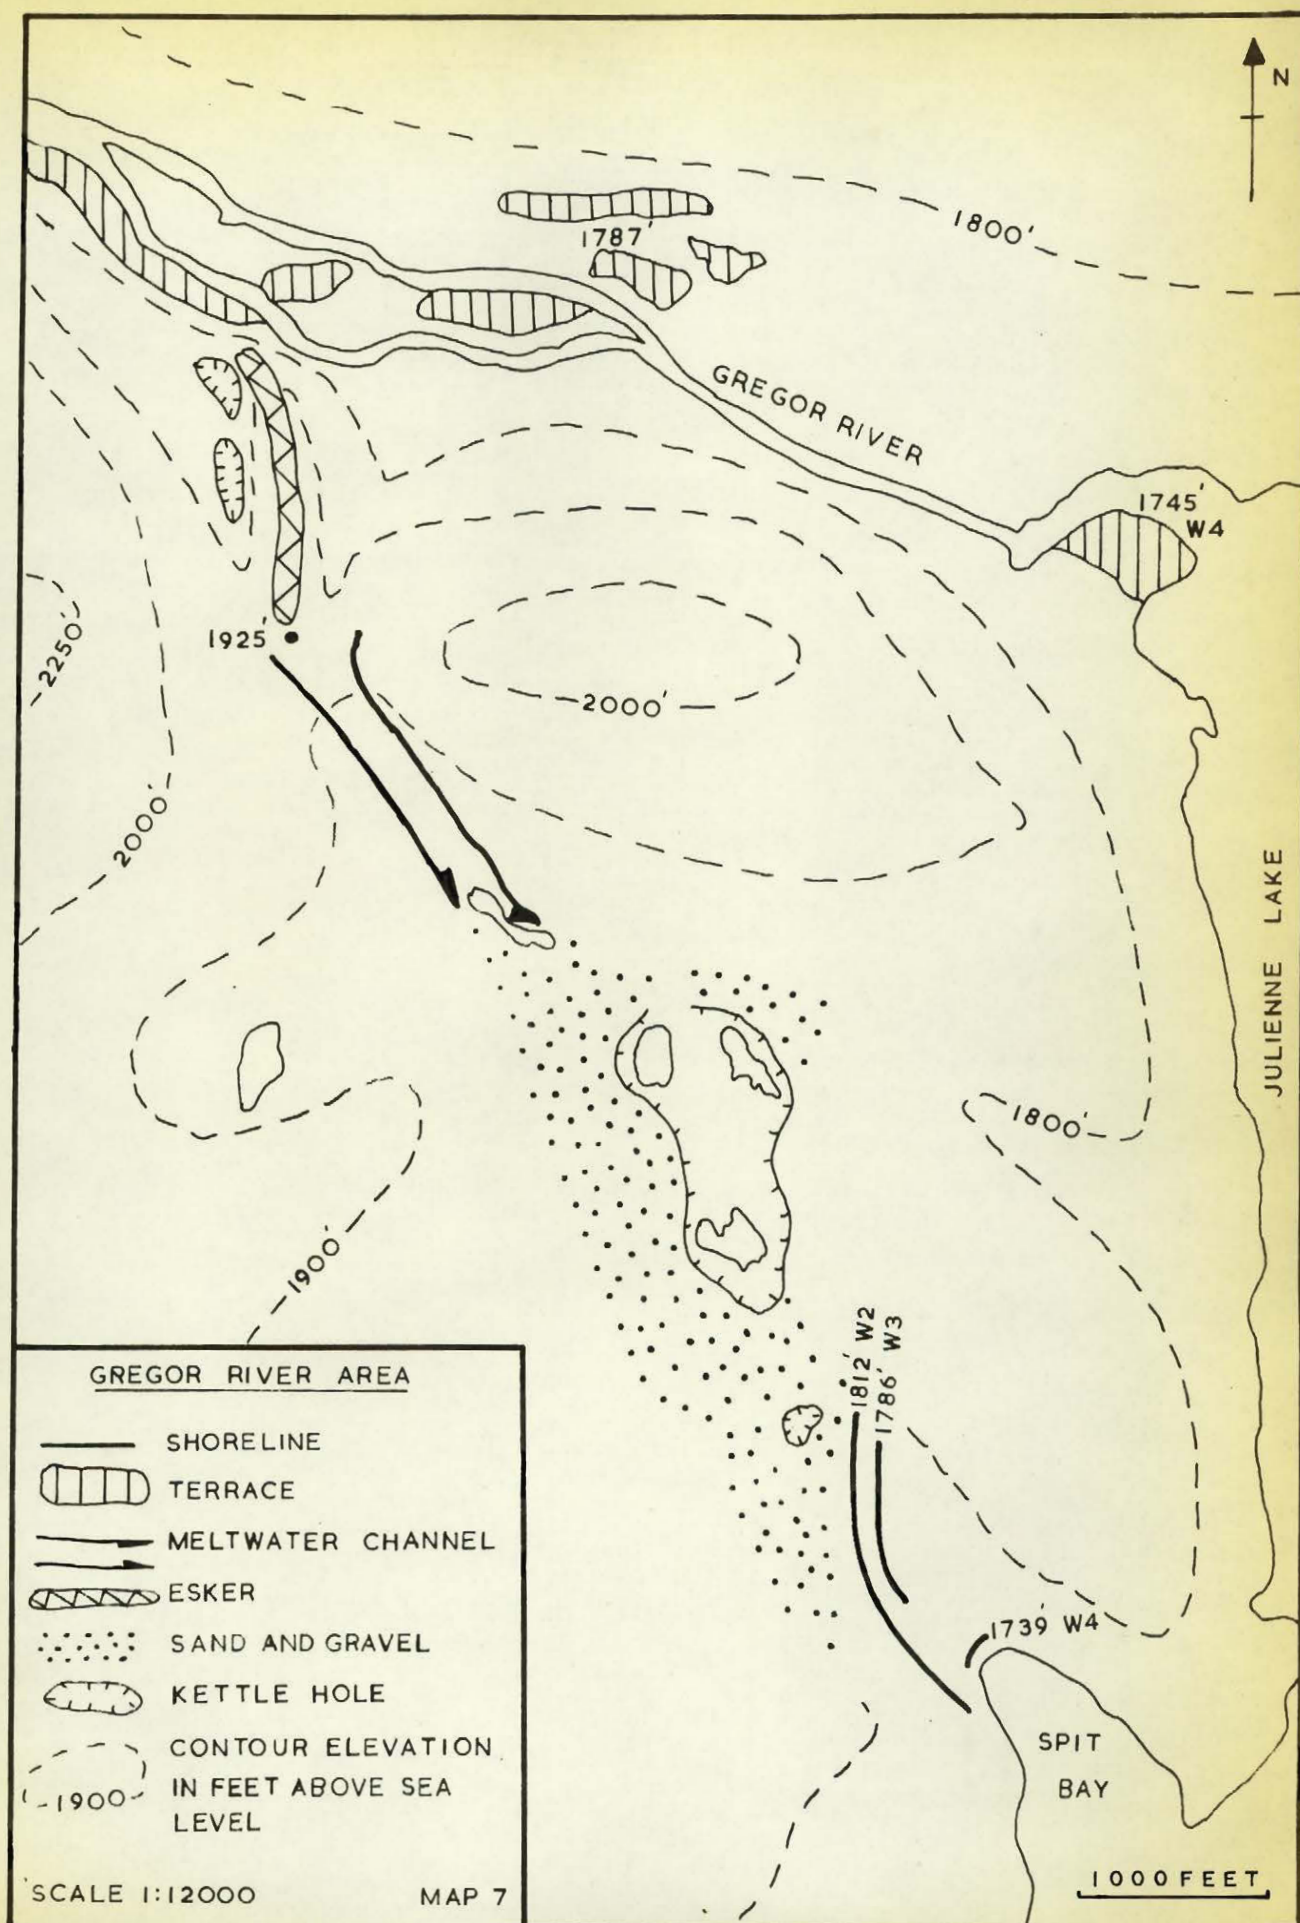 N
1800'
1787'
GREGOR RIVER
1745'
W4
1925'
2250'
2000'
2000'
JULIENNE LAKE
1800'
1900'
1812' W2
1786' W3
1739' W4
SPIT
BAY
1000 FEET
GREGOR RIVER AREA
SHORELINE
TERRACE
MELTWATER CHANNEL
ESKER
SAND AND GRAVEL
KETTLE HOLE
CONTOUR ELEVATION
IN FEET ABOVE SEA
LEVEL
1900
SCALE 1:12000
MAP 7